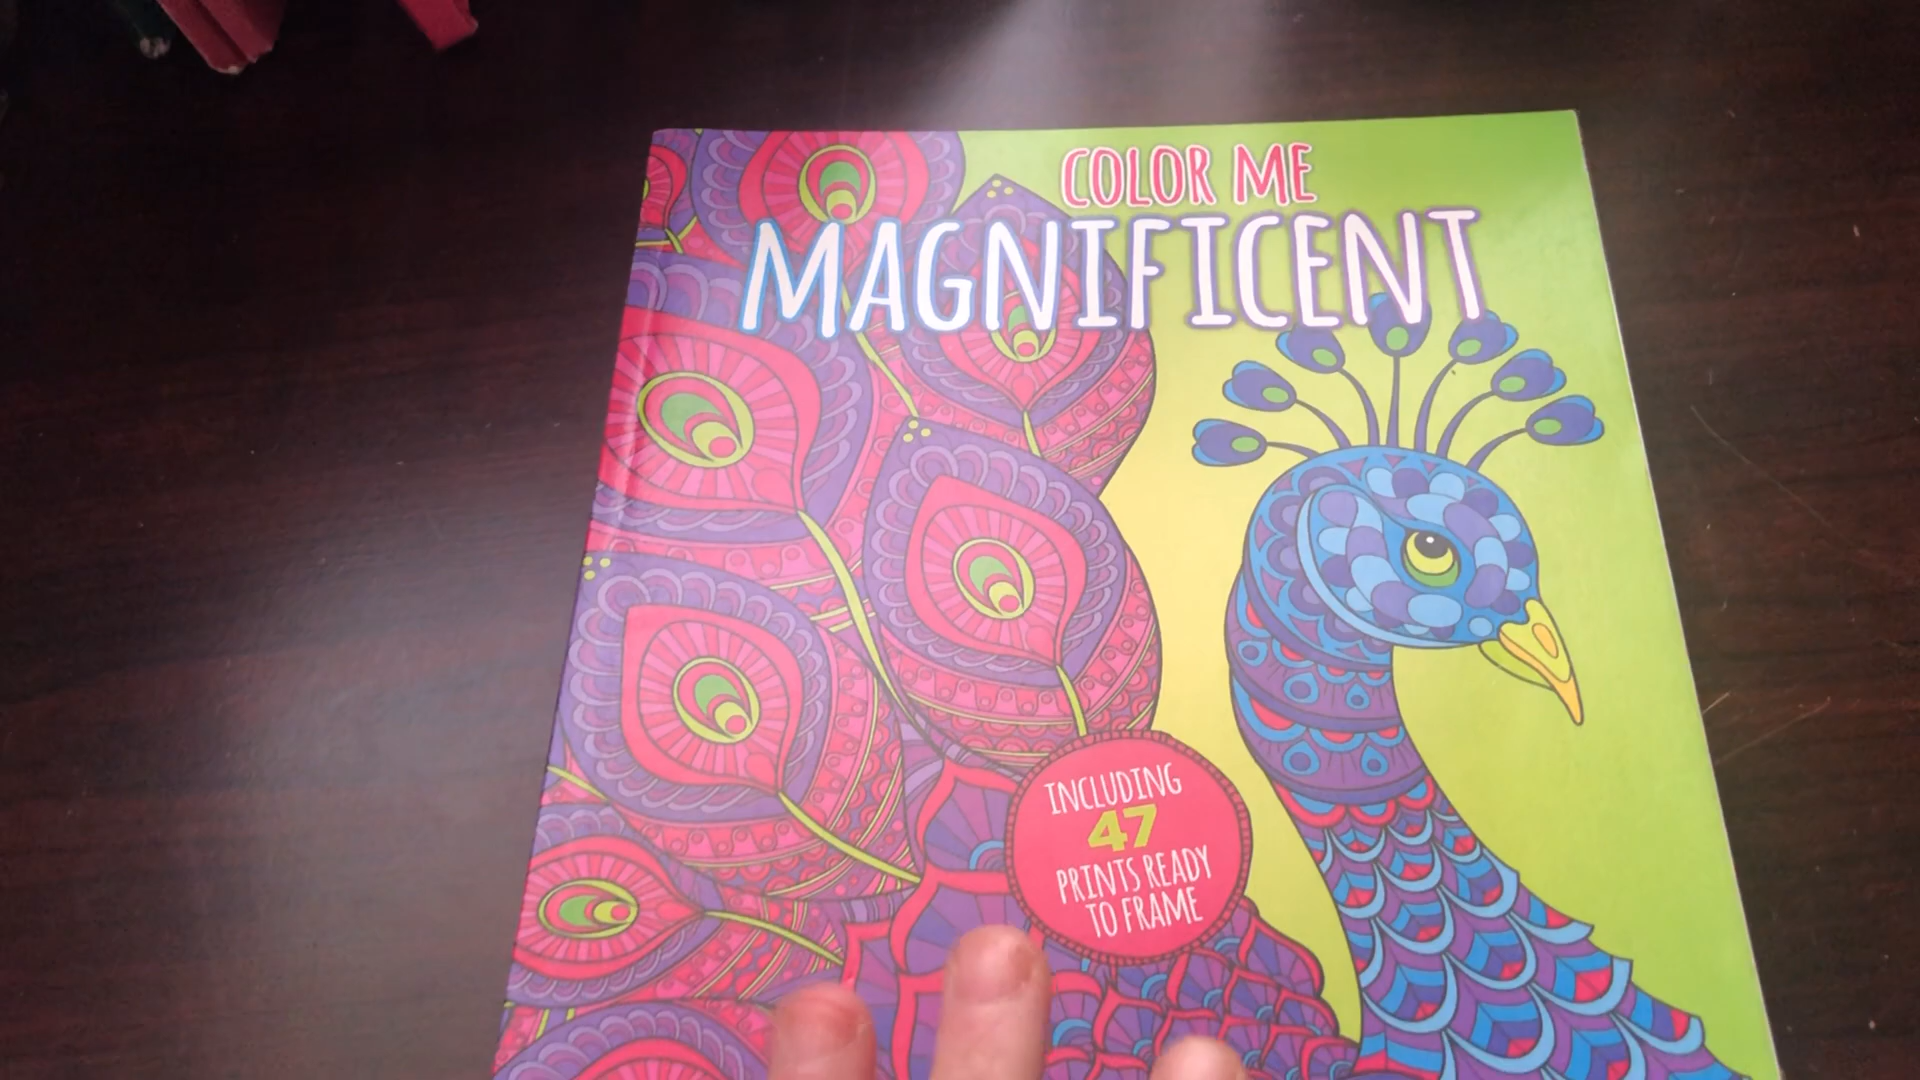 COLOR ME
MAGNIFICENT
INCLUDING
47
PRINTS READY
TO FRAME